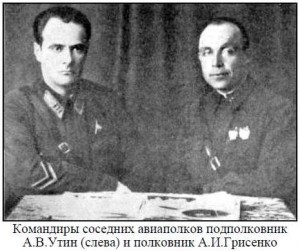 Командиры соседних авиаполков подполковник
А.В.Утин (слева) и полковник А.И.Грисенко